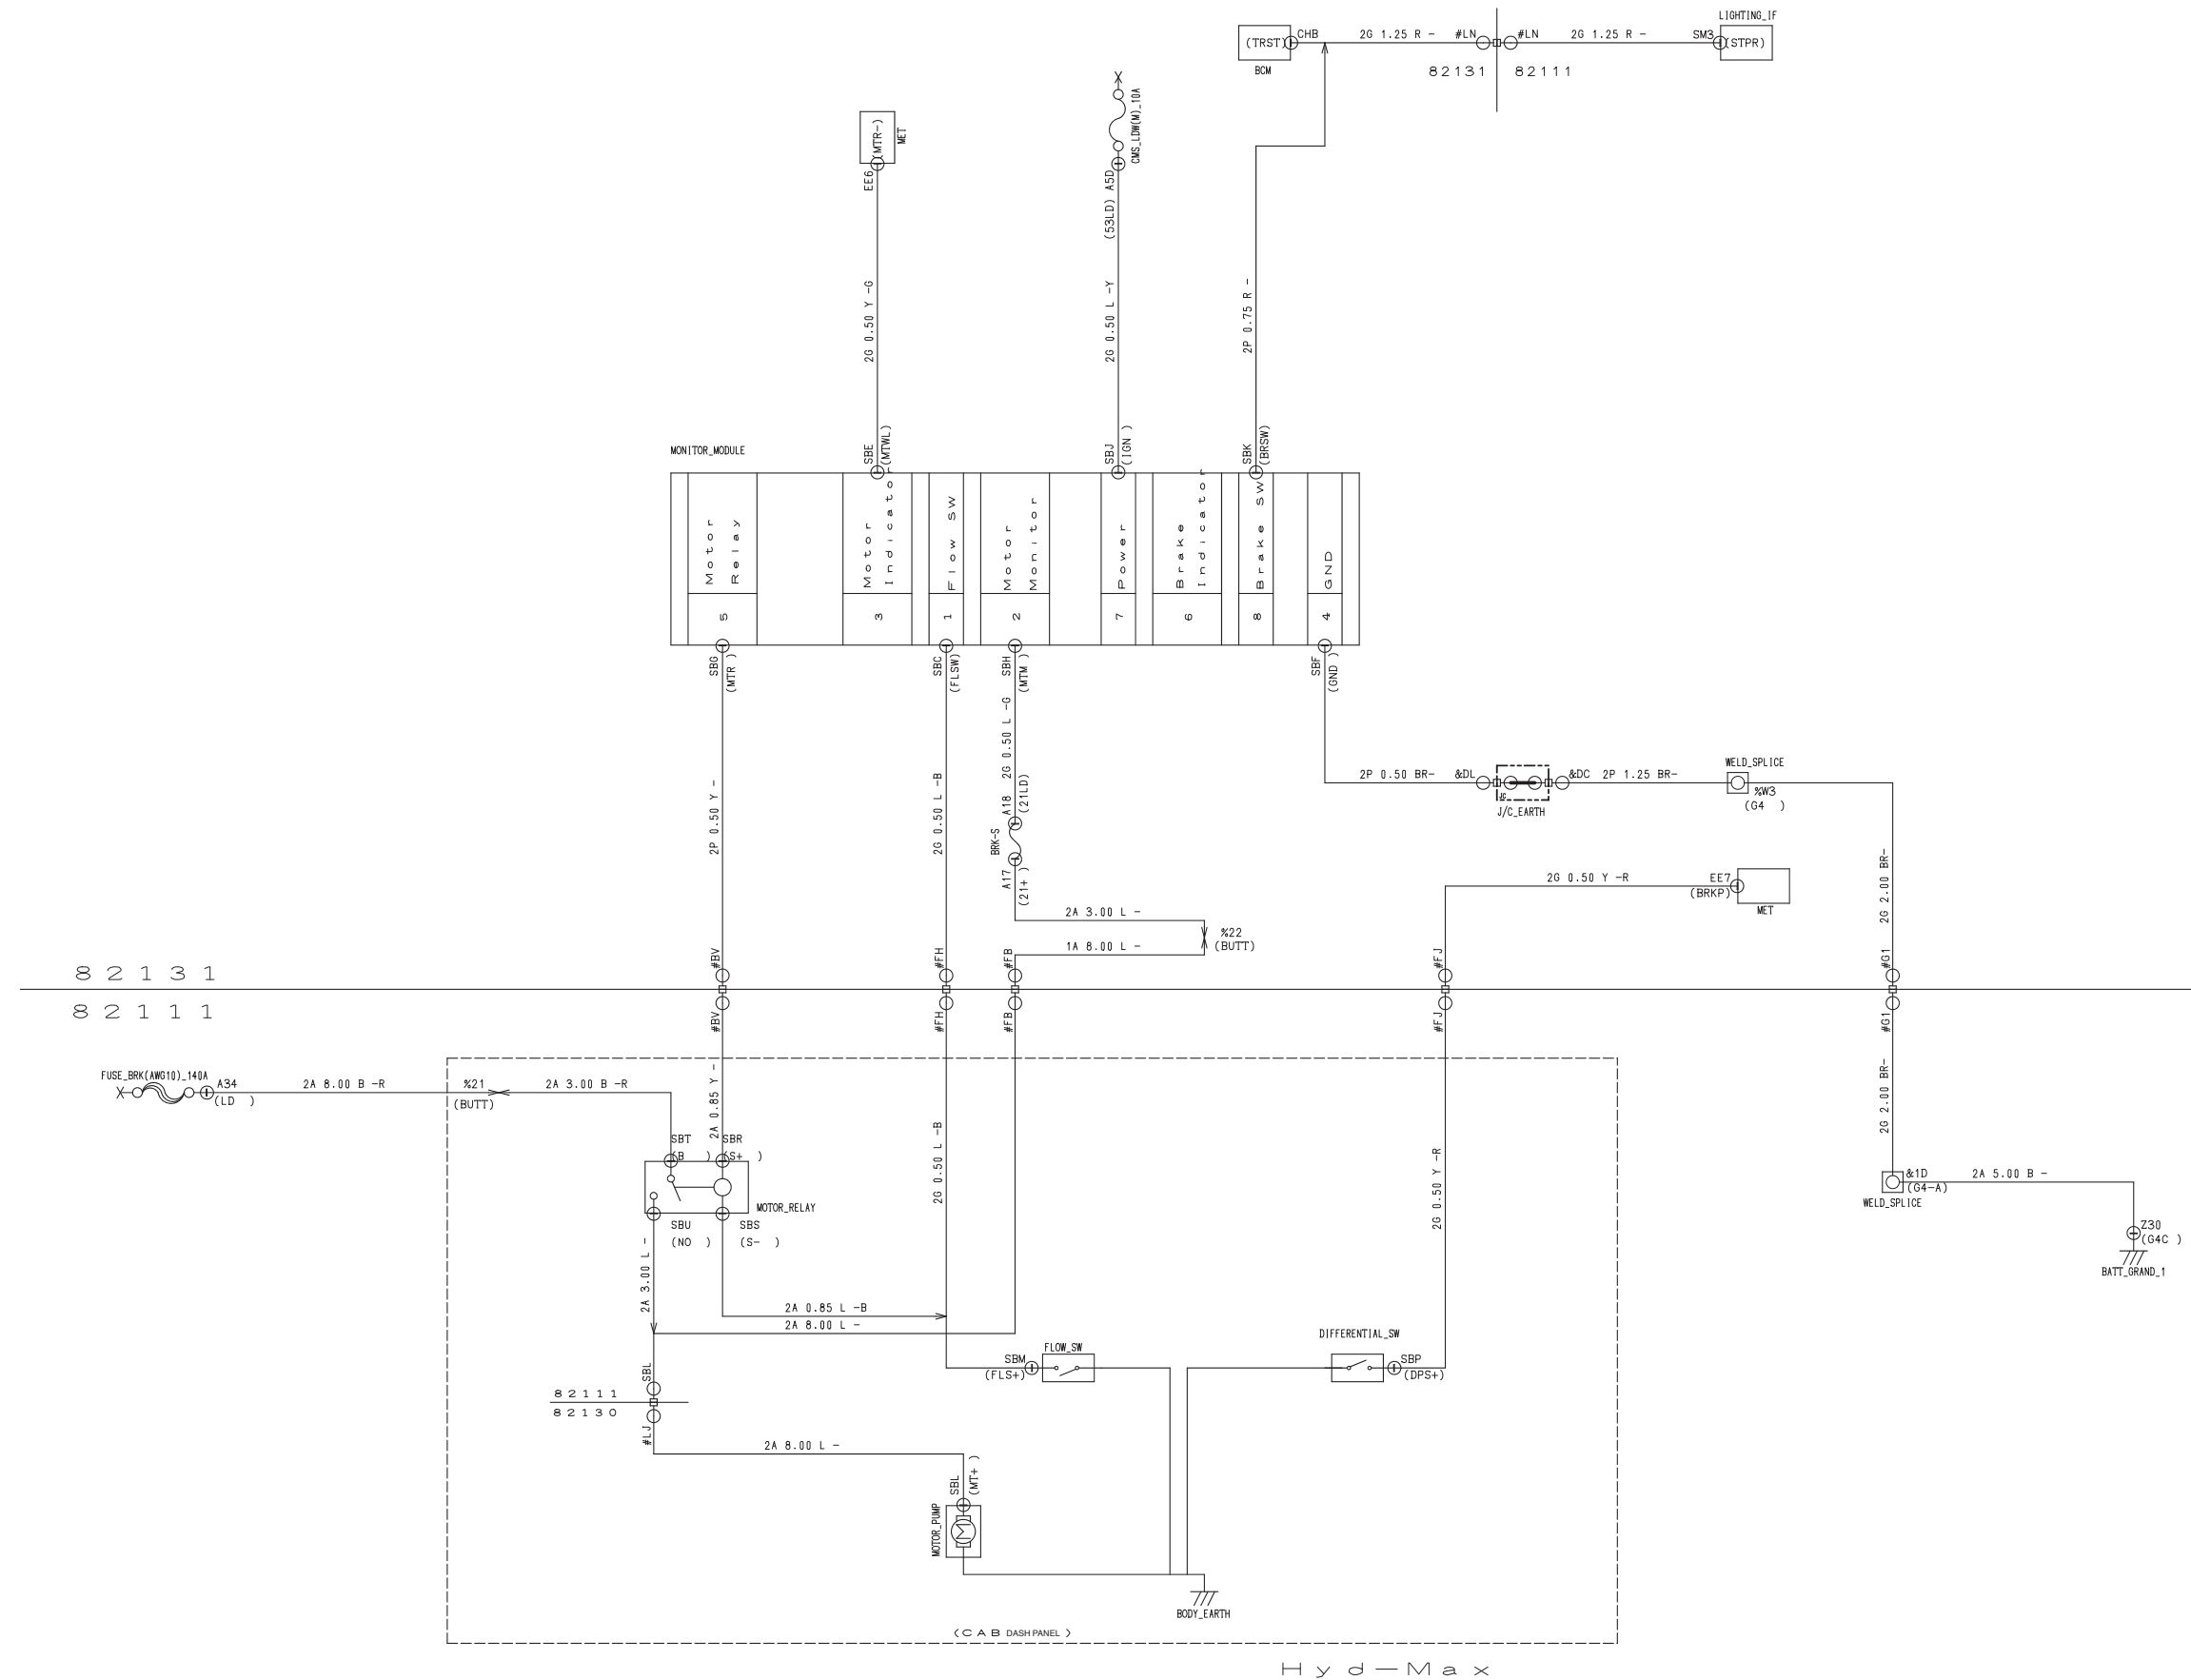 LIGHTING_IF
(TRST) CHB 2G 1.25 R - #LN #LN 2G 1.25 R - SM3 (STPR)
BCM
82131 82111
(MTR-)
MET
EE6
2G 0.50 Y -G
SBE
(MTWL)
CMS_LDW(M)_10A
(53LD) A5D
2G 0.50 L -Y
SBJ
(IGN )
2P 0.75 R -
SBK
(BRSW)
MONITOR_MODULE
Motor
Relay
5
Motor
Indicator
3
Flow SW
1
Motor
Monitor
2
Power
7
Brake
Indicator
6
Brake SW
8
GND
4
SBG
(MTR )
SBC
(FLSW)
SBH
(MTM )
SBF
(GND )
2P 0.50 Y -
2G 0.50 L -B
2G 0.50 L -G
A18
(21LD)
BRK-S
A17
(21+ )
2A 3.00 L -
%22
(BUTT)
1A 8.00 L -
2P 0.50 BR- &DL &DC 2P 1.25 BR-
JC
J/C_EARTH
WELD_SPLICE
%W3
(G4 )
2G 0.50 Y -R EE7
(BRKP)
MET
2G 2.00 BR-
#BV
#FH
#FB
#FJ
#G1
82131
82111
#BV
#FH
#FB
#FJ
#G1
FUSE_BRK(AWG10)_140A
A34
(LD )
2A 8.00 B -R
%21
(BUTT)
2A 3.00 B -R
2A 0.85 Y -
SBT SBR
(B ) (S+ )
MOTOR_RELAY
SBU SBS
(NO ) (S- )
2A 3.00 L -
2G 0.50 L -B
2G 0.50 Y -R
2G 2.00 BR-
&1D
(G4-A)
WELD_SPLICE
2A 5.00 B -
Z30
(G4C )
BATT_GRAND_1
2A 0.85 L -B
2A 8.00 L -
SBL
82111
82130
#LJ
2A 8.00 L -
SBM
(FLS+)
FLOW_SW
DIFFERENTIAL_SW
SBP
(DPS+)
SBL
(MT+ )
MOTOR_PUMP
M
BODY_EARTH
(CAB DASH PANEL )
Hyd-Max